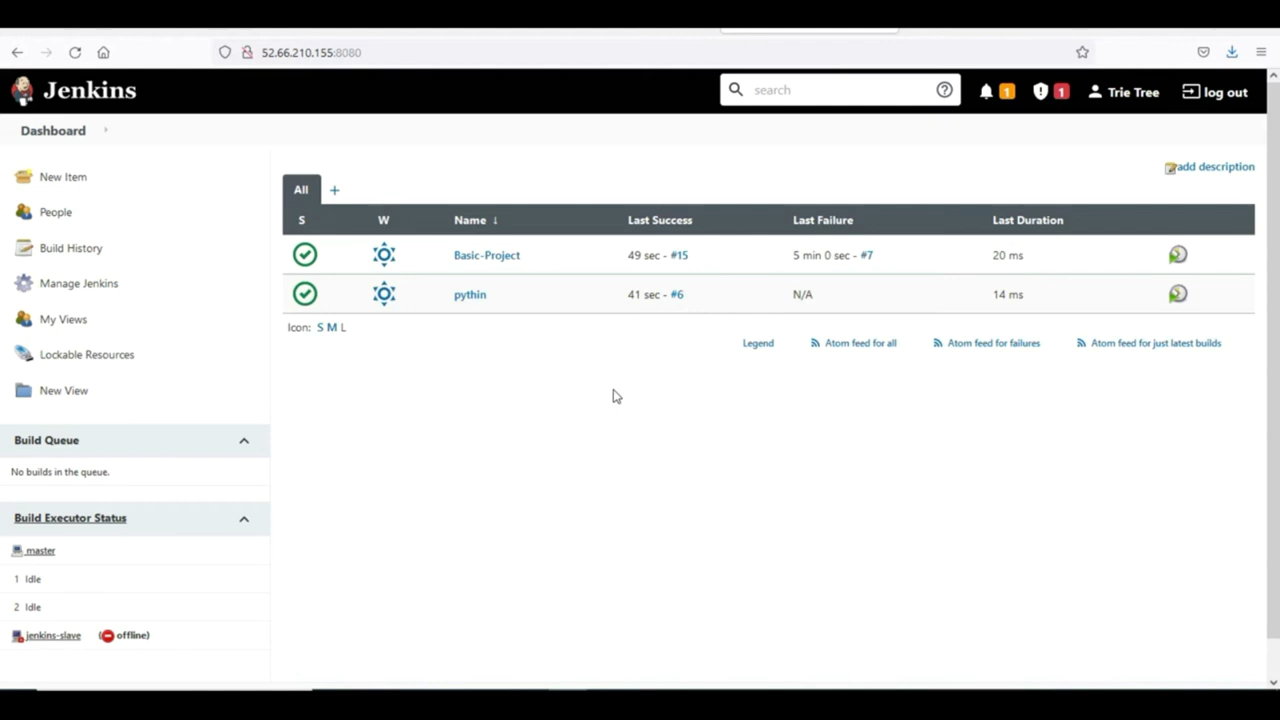 52.66.210.155:8080
Jenkins
search
1
1
Trie Tree
log out
Dashboard
New Item
People
Build History
Manage Jenkins
My Views
Lockable Resources
New View
Build Queue
No builds in the queue.
Build Executor Status
master
1 Idle
2 Idle
jenkins-slave (offline)
add description
All +
S W Name ↓ Last Success Last Failure Last Duration
Basic-Project 49 sec - #15 5 min 0 sec - #7 20 ms
pythin 41 sec - #6 N/A 14 ms
Icon: S M L
Legend Atom feed for all Atom feed for failures Atom feed for just latest builds